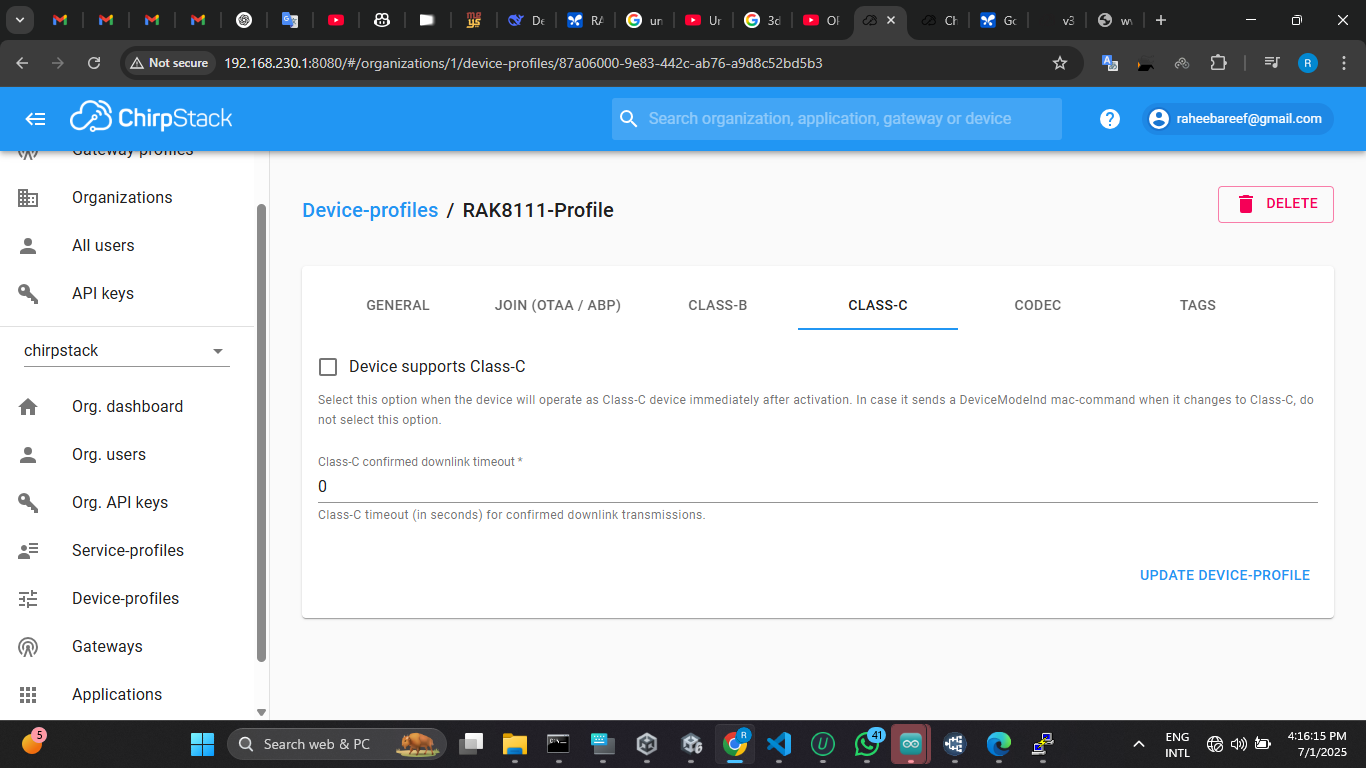 De
RA
ur
Ur
3d
Ol
Ch
Gc
v3
wv
Not secure 192.168.230.1:8080/#/organizations/1/device-profiles/87a06000-9e83-442c-ab76-a9d8c52bd5b3
R
ChirpStack
Search organization, application, gateway or device
raheebareef@gmail.com
Gateway profiles
Organizations
All users
API keys
chirpstack
Org. dashboard
Org. users
Org. API keys
Service-profiles
Device-profiles
Gateways
Applications
Device-profiles / RAK8111-Profile
DELETE
GENERAL JOIN (OTAA / ABP) CLASS-B CLASS-C CODEC TAGS
Device supports Class-C
Select this option when the device will operate as Class-C device immediately after activation. In case it sends a DeviceModeInd mac-command when it changes to Class-C, do
not select this option.
Class-C confirmed downlink timeout *
0
Class-C timeout (in seconds) for confirmed downlink transmissions.
UPDATE DEVICE-PROFILE
5
Search web & PC
R
41
ENG
INTL
4:16:15 PM
7/1/2025